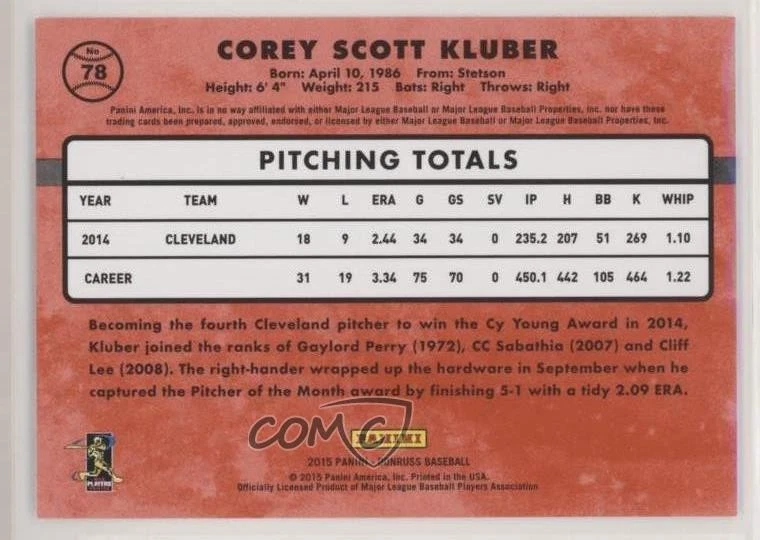 No
78
COREY SCOTT KLUBER
Born: April 10, 1986 From: Stetson
Height: 6' 4" Weight: 215 Bats: Right Throws: Right
Panini America, Inc. is in no way affiliated with either Major League Baseball or Major League Baseball Properties, Inc. nor have these
trading cards been prepared, approved, endorsed, or licensed by either Major League Baseball or Major League Baseball Properties, Inc.
PITCHING TOTALS
YEAR TEAM W L ERA G GS SV IP H BB K WHIP
2014 CLEVELAND 18 9 2.44 34 34 0 235.2 207 51 269 1.10
CAREER 31 19 3.34 75 70 0 450.1 442 105 464 1.22
Becoming the fourth Cleveland pitcher to win the Cy Young Award in 2014,
Kluber joined the ranks of Gaylord Perry (1972), CC Sabathia (2007) and Cliff
Lee (2008). The right-hander wrapped up the hardware in September when he
captured the Pitcher of the Month award by finishing 5-1 with a tidy 2.09 ERA.
COMC
PANINI
PLAYERS
2015 PANINI - DONRUSS BASEBALL
© 2015 Panini America, Inc. Printed in the USA.
Officially Licensed Product of Major League Baseball Players Association